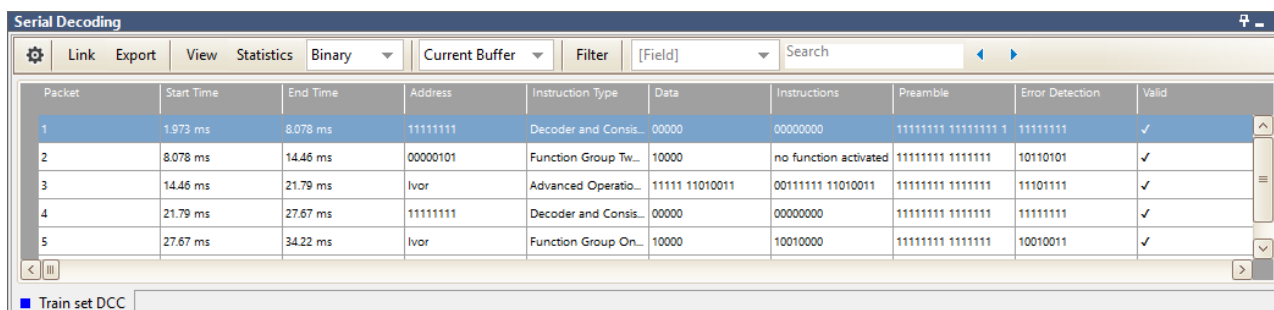 Serial Decoding
Link Export View Statistics Binary Current Buffer Filter [Field] Search
Packet Start Time End Time Address Instruction Type Data Instructions Preamble Error Detection Valid
1 1.973 ms 8.078 ms 11111111 Decoder and Consis... 00000 00000000 11111111 11111111 1 11111111 ✓
2 8.078 ms 14.46 ms 00000101 Function Group Tw... 10000 no function activated 11111111 1111111 10110101 ✓
3 14.46 ms 21.79 ms Ivor Advanced Operatio... 11111 11010011 00111111 11010011 11111111 1111111 11101111 ✓
4 21.79 ms 27.67 ms 11111111 Decoder and Consis... 00000 00000000 11111111 1111111 11111111 ✓
5 27.67 ms 34.22 ms Ivor Function Group On... 10000 10010000 11111111 1111111 10010011 ✓
Train set DCC